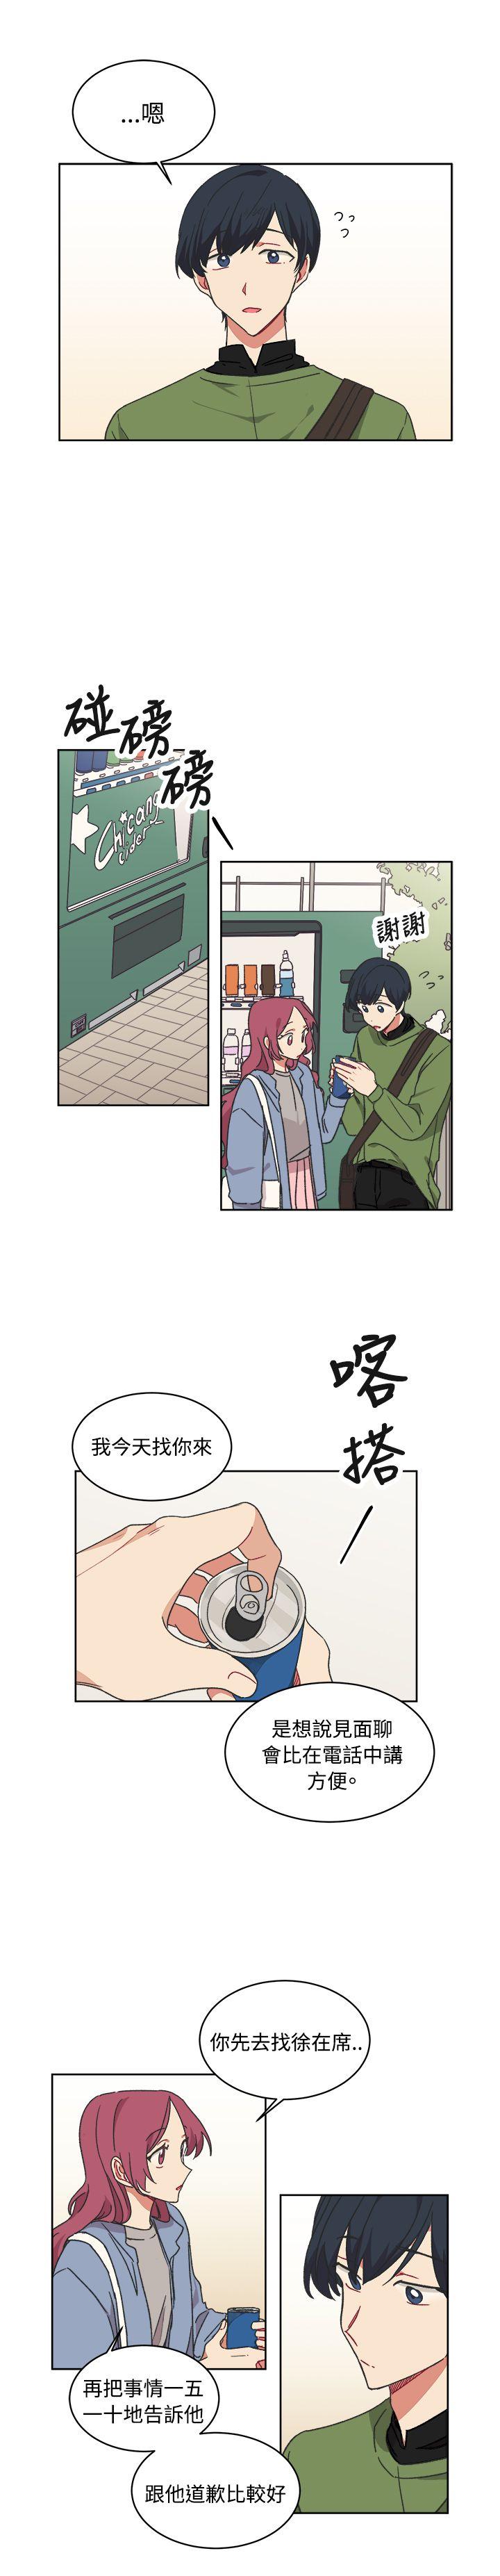 ...嗯
ㄅㄅ
碰磅
磅
Chicang
Cider
謝謝
喀
搭
我今天找你來
是想說見面聊
會比在電話中講
方便。
你先去找徐在席..
再把事情一五
一十地告訴他
跟他道歉比較好